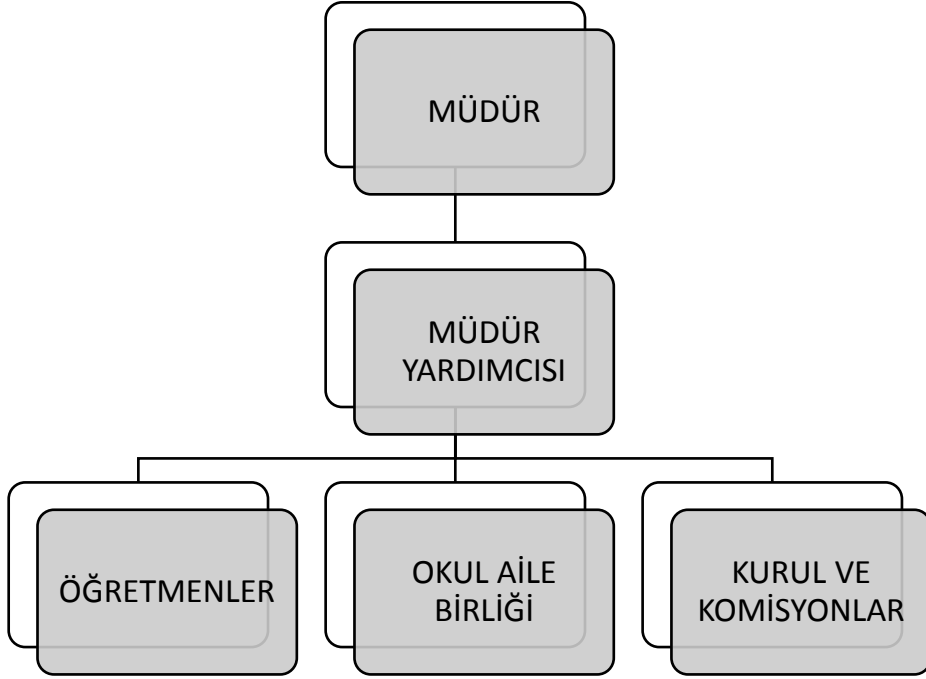 MÜDÜR
MÜDÜR
YARDIMCISI
ÖĞRETMENLER
OKUL AİLE
BİRLİĞİ
KURUL VE
KOMİSYONLAR